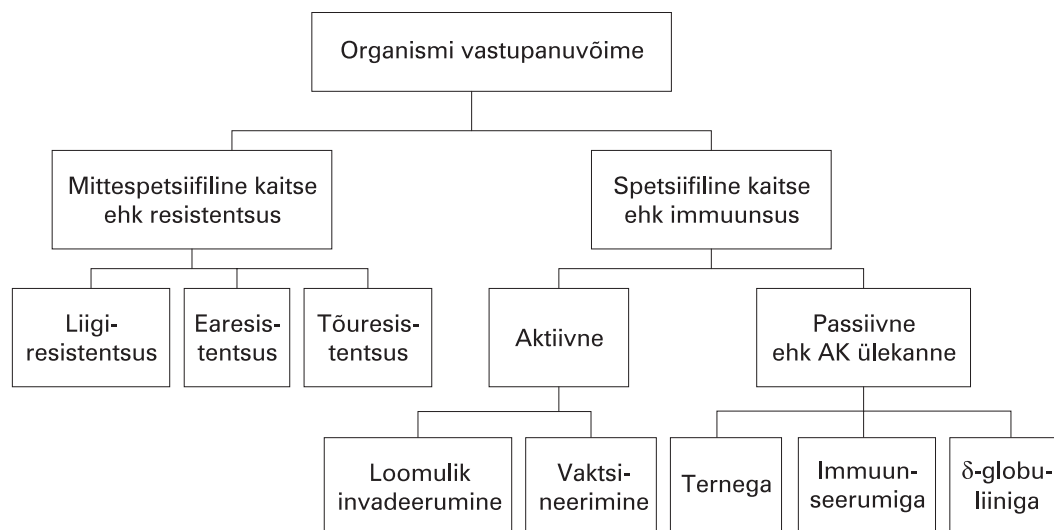 Organismi vastupanuvõime
Mittespetsiifiline kaitse
ehk resistentsus
Spetsiifiline kaitse
ehk immuunsus
Liigi-
resistentsus
Earesis-
tentsus
Tõuresis-
tentsus
Aktiivne
Passiivne
ehk AK ülekanne
Loomulik
invadeerumine
Vaktsi-
neerimine
Ternega
Immuun-
seerumiga
δ-globu-
liiniga